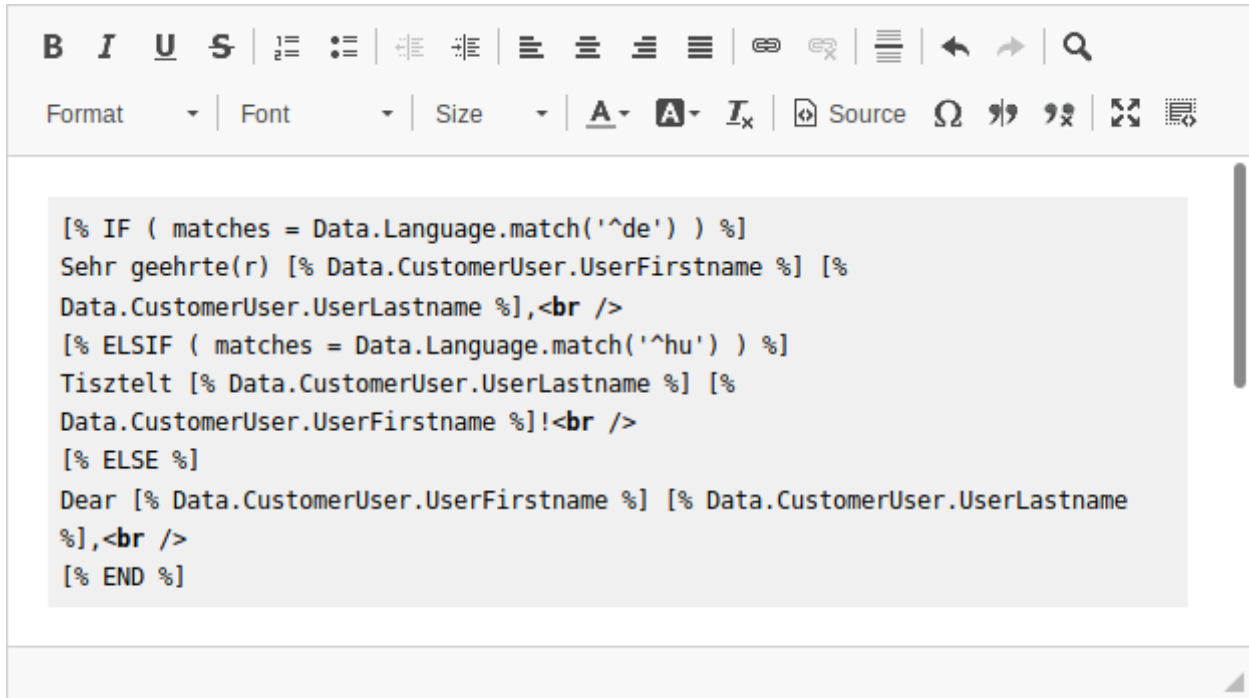 Format Font Size Source
[% IF ( matches = Data.Language.match('^de') ) %]
Sehr geehrte(r) [% Data.CustomerUser.UserFirstname %] [%
Data.CustomerUser.UserLastname %],<br />
[% ELSIF ( matches = Data.Language.match('^hu') ) %]
Tisztelt [% Data.CustomerUser.UserLastname %] [%
Data.CustomerUser.UserFirstname %]!<br />
[% ELSE %]
Dear [% Data.CustomerUser.UserFirstname %] [% Data.CustomerUser.UserLastname
%],<br />
[% END %]